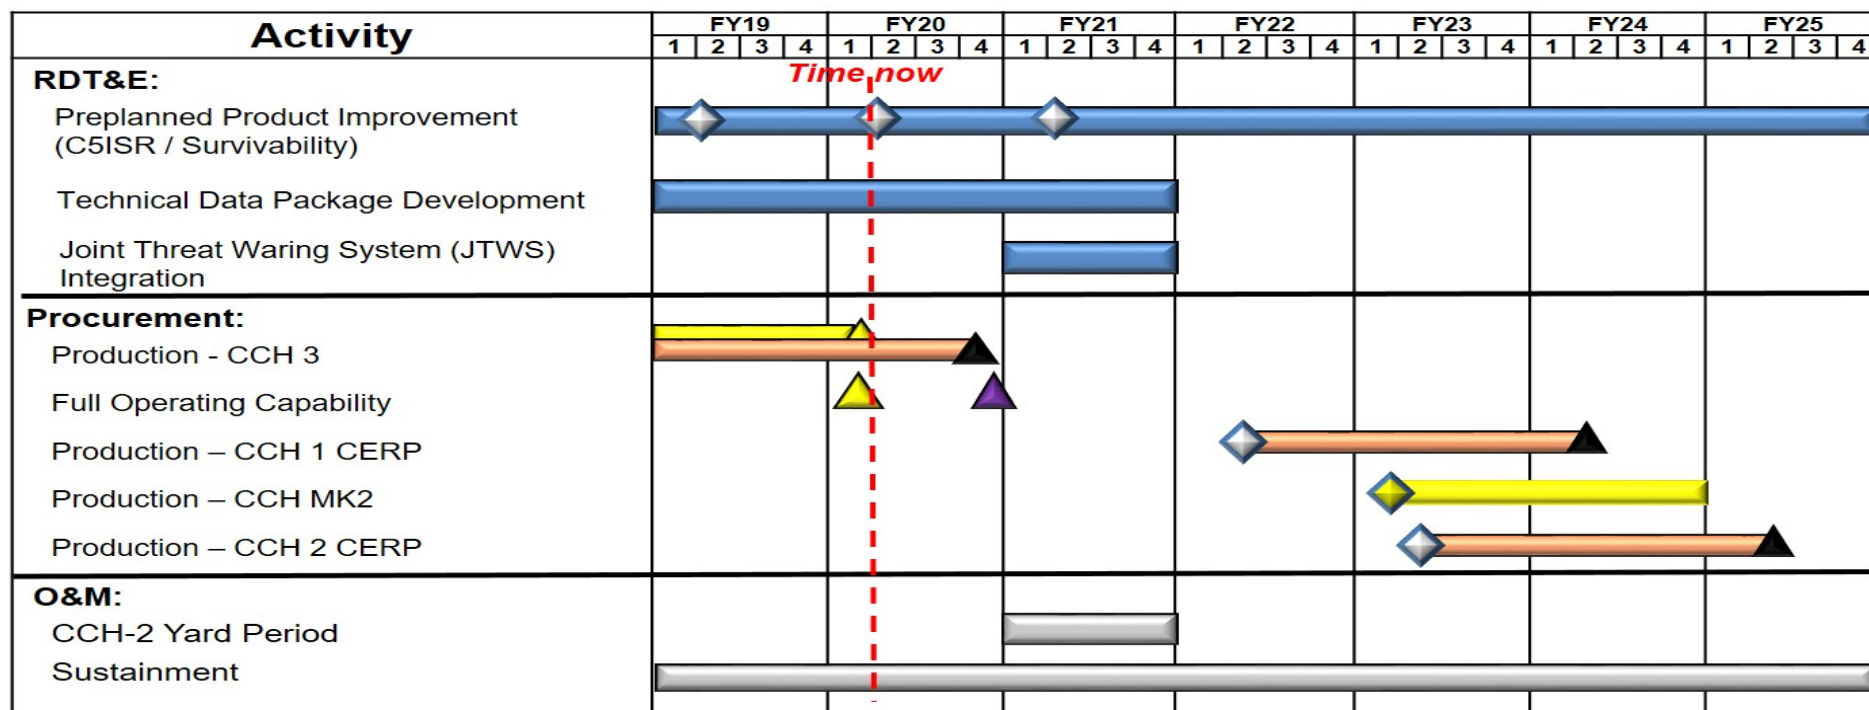 Activity FY19 FY20 FY21 FY22 FY23 FY24 FY25
1 2 3 4 1 2 3 4 1 2 3 4 1 2 3 4 1 2 3 4 1 2 3 4 1 2 3 4
Time now
RDT&E:
Preplanned Product Improvement
(C5ISR / Survivability)
Technical Data Package Development
Joint Threat Waring System (JTWS)
Integration
Procurement:
Production - CCH 3
Full Operating Capability
Production – CCH 1 CERP
Production – CCH MK2
Production – CCH 2 CERP
O&M:
CCH-2 Yard Period
Sustainment